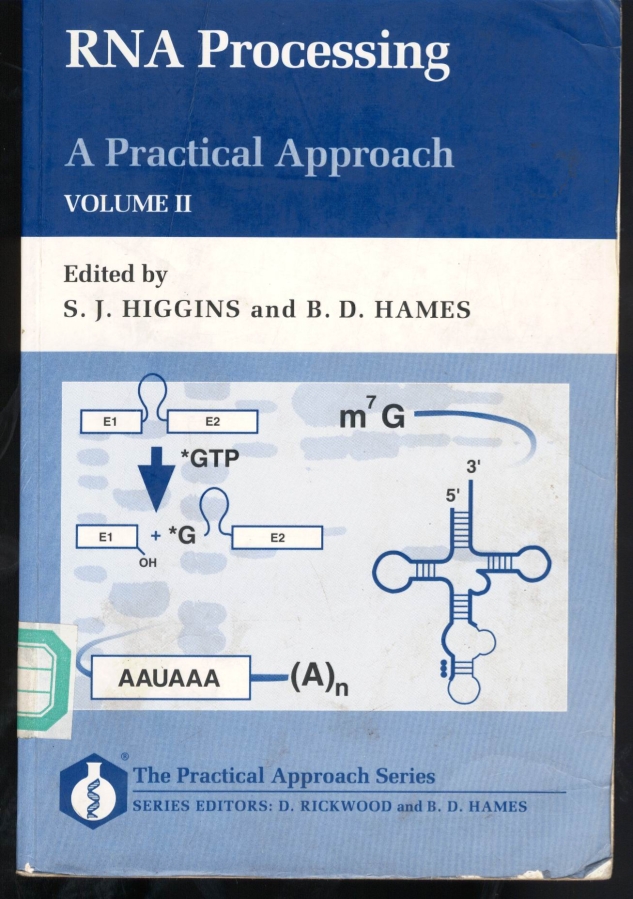 RNA Processing
A Practical Approach
VOLUME II
Edited by
S. J. HIGGINS and B. D. HAMES
E1 E2
*GTP
E1 + *G E2
OH
m7 G
3'
5'
AAUAAA (A)n
®
The Practical Approach Series
SERIES EDITORS: D. RICKWOOD and B. D. HAMES